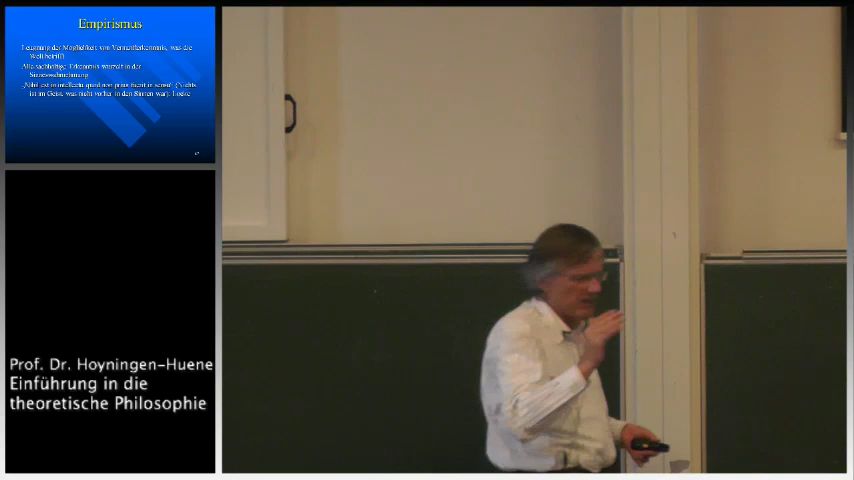 Empirismus
Leugnung der Möglichkeit von Vernunfterkenntnis, was die
Welt betrifft
Alle sachhaltige Erkenntnis wurzelt in der
Sinneswahrnehmung
„Nihil est in intellectu quod non prius fuerit in sensu“ (Nichts
ist im Geist, was nicht vorher in den Sinnen war): Locke
47
Prof. Dr. Hoyningen-Huene
Einführung in die
theoretische Philosophie